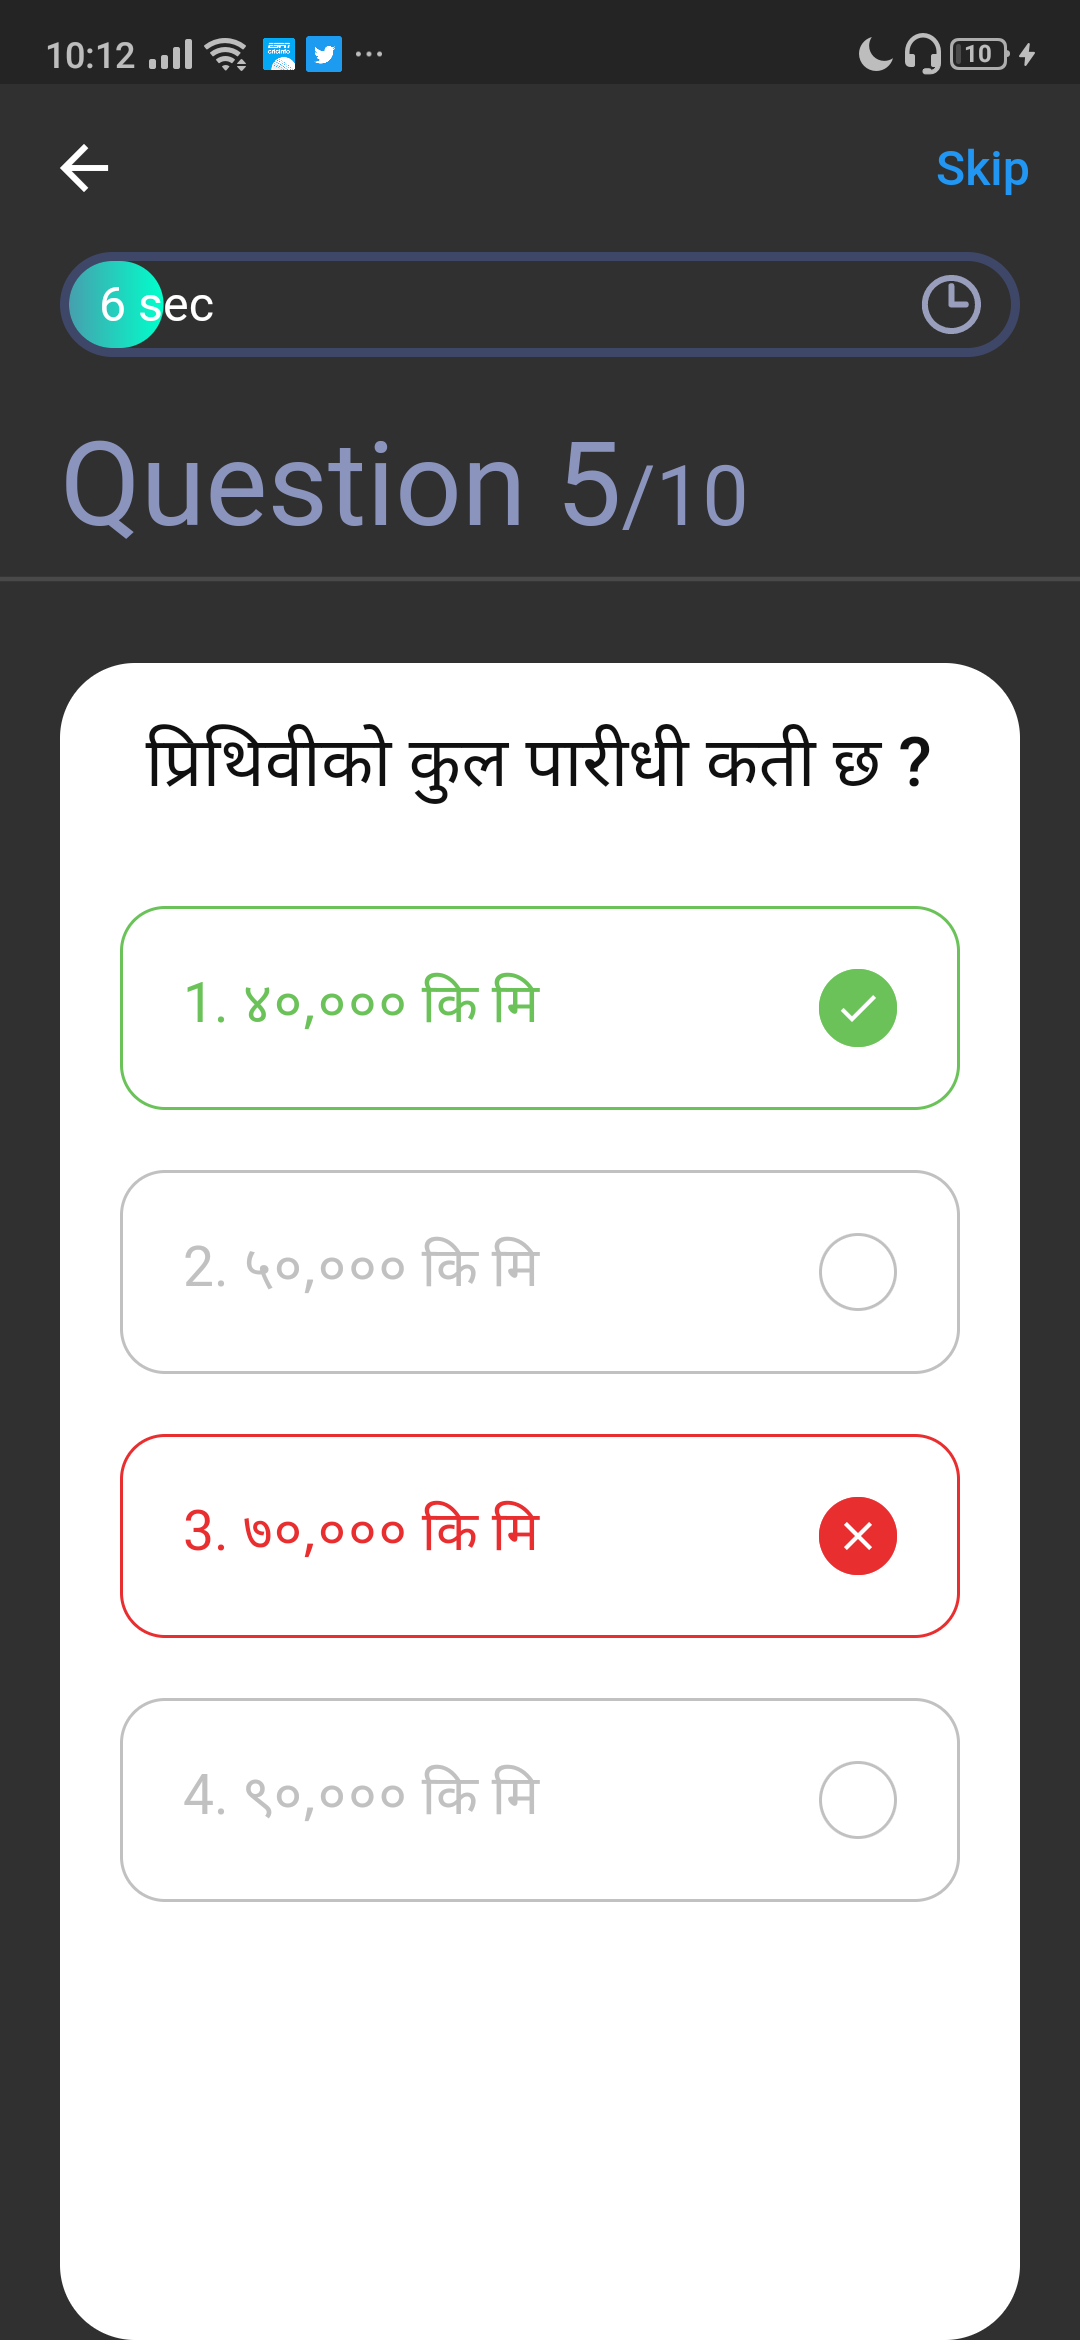 10:12
10
Skip
6 sec
Question 5/10
प्रिथिवीको कुल पारीधी कती छ ?
1. ४०,००० कि मि
2. ५०,००० कि मि
3. ७०,००० कि मि
4. ९०,००० कि मि